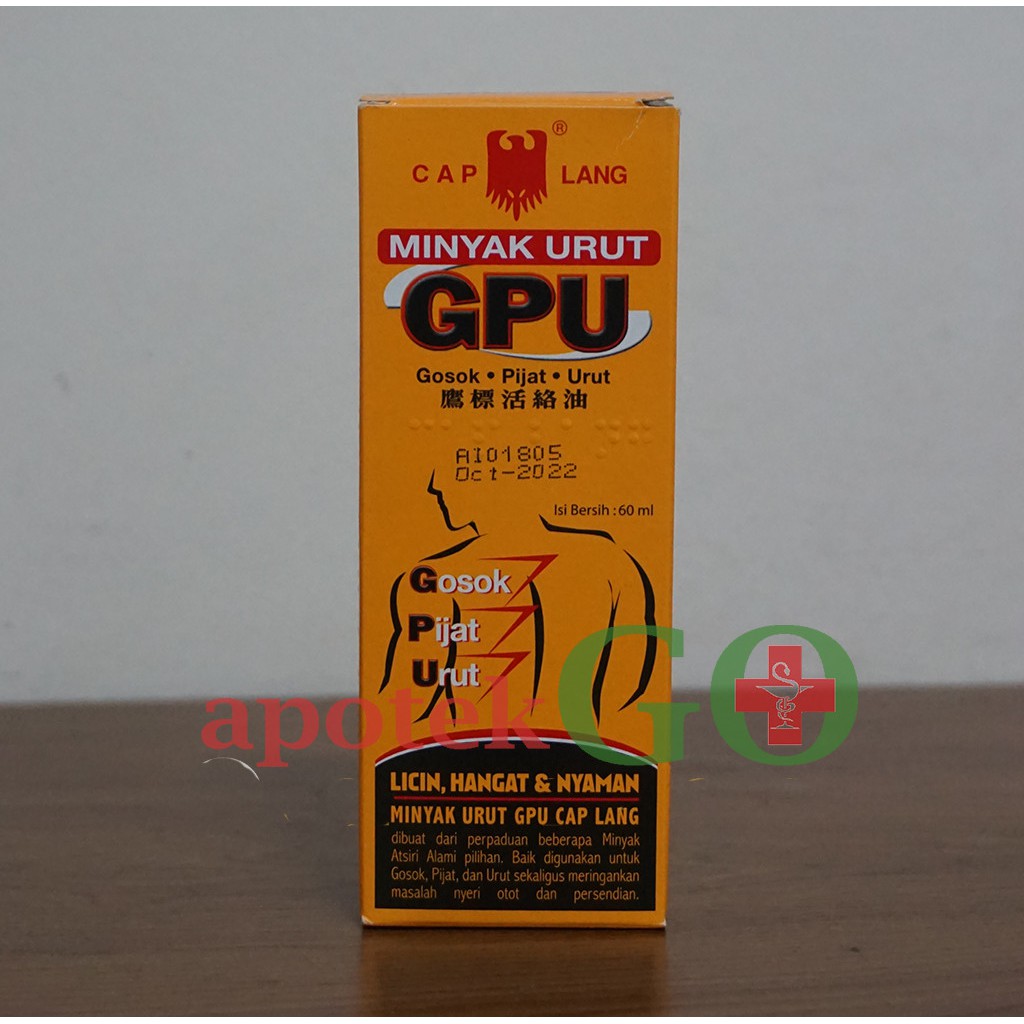 CAP LANG ®
MINYAK URUT
GPU
Gosok • Pijat • Urut
鷹標活絡油
AI01805
Oct-2022
Isi Bersih : 60 ml
Gosok
Pijat
Urut
apotek GO
LICIN, HANGAT & NYAMAN
MINYAK URUT GPU CAP LANG
dibuat dari perpaduan beberapa Minyak
Atsiri Alami pilihan. Baik digunakan untuk
Gosok, Pijat, dan Urut sekaligus meringankan
masalah nyeri otot dan persendian.